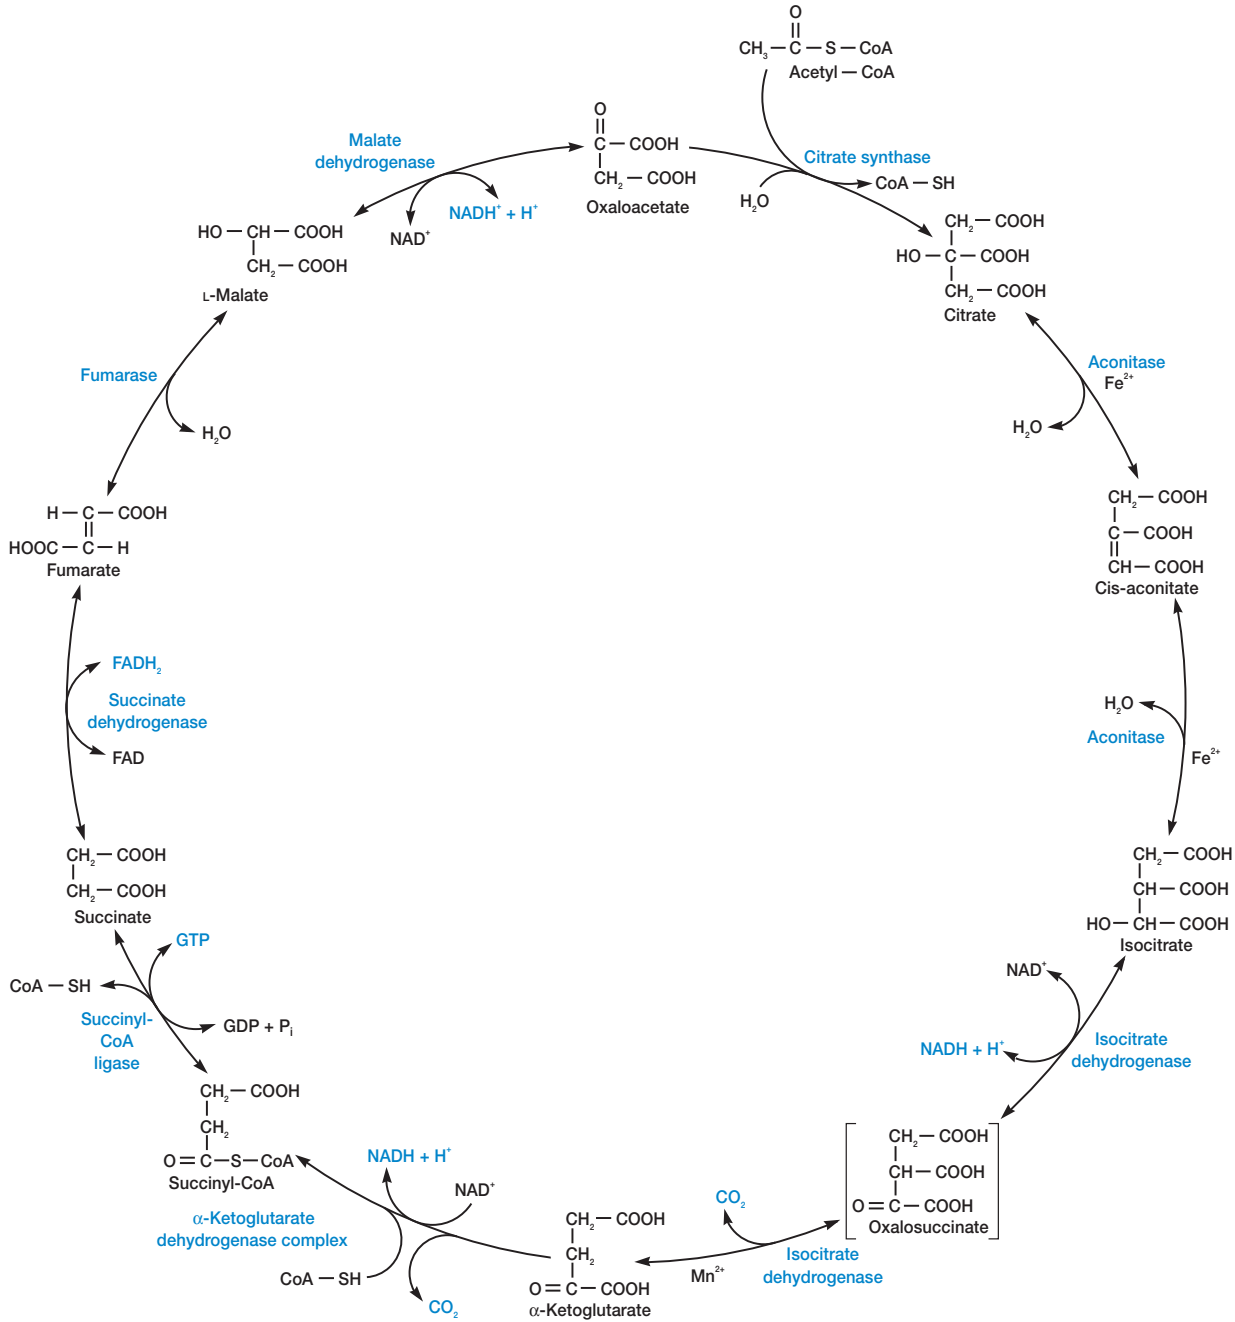 O
CH₃ — C — S — CoA
Acetyl — CoA
O
C — COOH
CH₂ — COOH
Oxaloacetate
Malate
dehydrogenase
NADH⁺ + H⁺
NAD⁺
Citrate synthase
CoA — SH
H₂O
CH₂ — COOH
HO — C — COOH
CH₂ — COOH
Citrate
HO — CH — COOH
CH₂ — COOH
L-Malate
Aconitase
Fe²⁺
H₂O
Fumarase
H₂O
CH₂ — COOH
C — COOH
CH — COOH
Cis-aconitate
H — C — COOH
HOOC — C — H
Fumarate
H₂O
Aconitase
Fe²⁺
FADH₂
Succinate
dehydrogenase
FAD
CH₂ — COOH
CH — COOH
HO — CH — COOH
Isocitrate
CH₂ — COOH
CH₂ — COOH
Succinate
NAD⁺
NADH + H⁺
Isocitrate
dehydrogenase
GTP
CoA — SH
GDP + Pᵢ
Succinyl-
CoA
ligase
CH₂ — COOH
CH — COOH
O = C — COOH
Oxalosuccinate
CH₂ — COOH
CH₂
O = C — S — CoA
Succinyl-CoA
CO₂
Mn²⁺
Isocitrate
dehydrogenase
NADH + H⁺
NAD⁺
α-Ketoglutarate
dehydrogenase complex
CoA — SH
CO₂
CH₂ — COOH
CH₂
O = C — COOH
α-Ketoglutarate